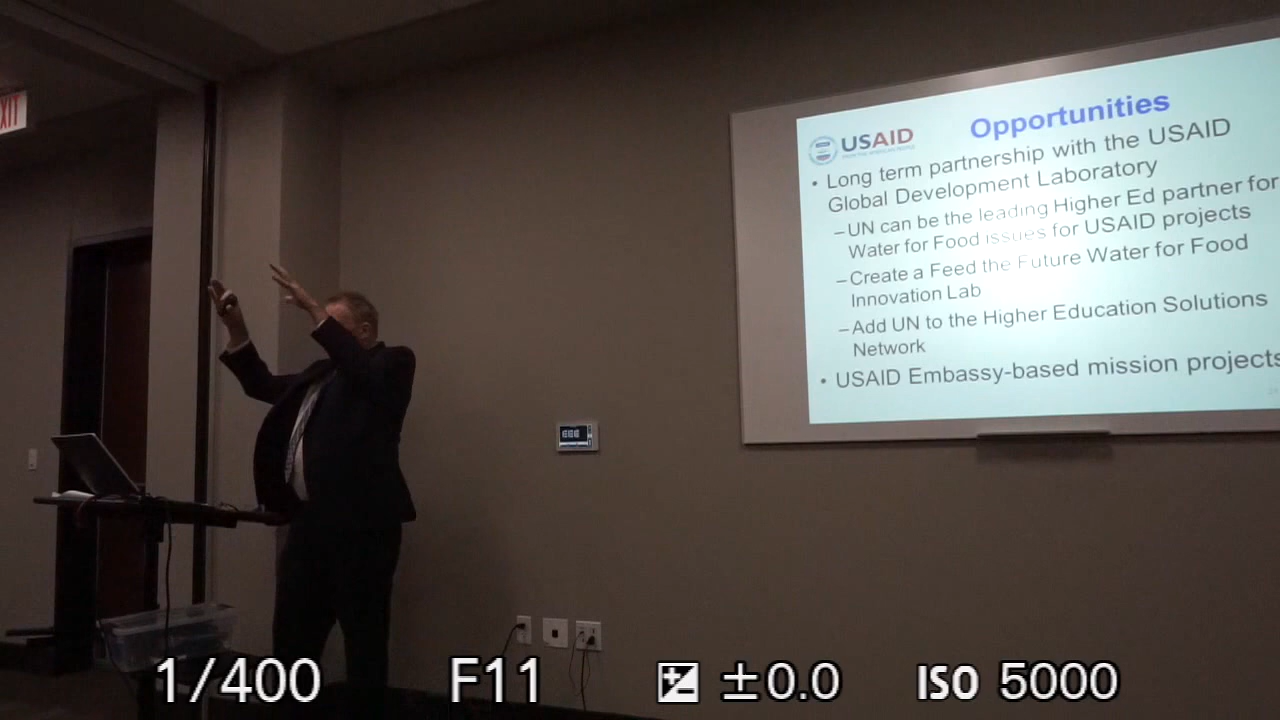 XIT
USAID
Opportunities
• Long term partnership with the USAID
Global Development Laboratory
–UN can be the leading Higher Ed partner for
Water for Food issues for USAID projects
–Create a Feed the Future Water for Food
Innovation Lab
–Add UN to the Higher Education Solutions
Network
• USAID Embassy-based mission projects
1/400 F11 ±0.0 ISO 5000